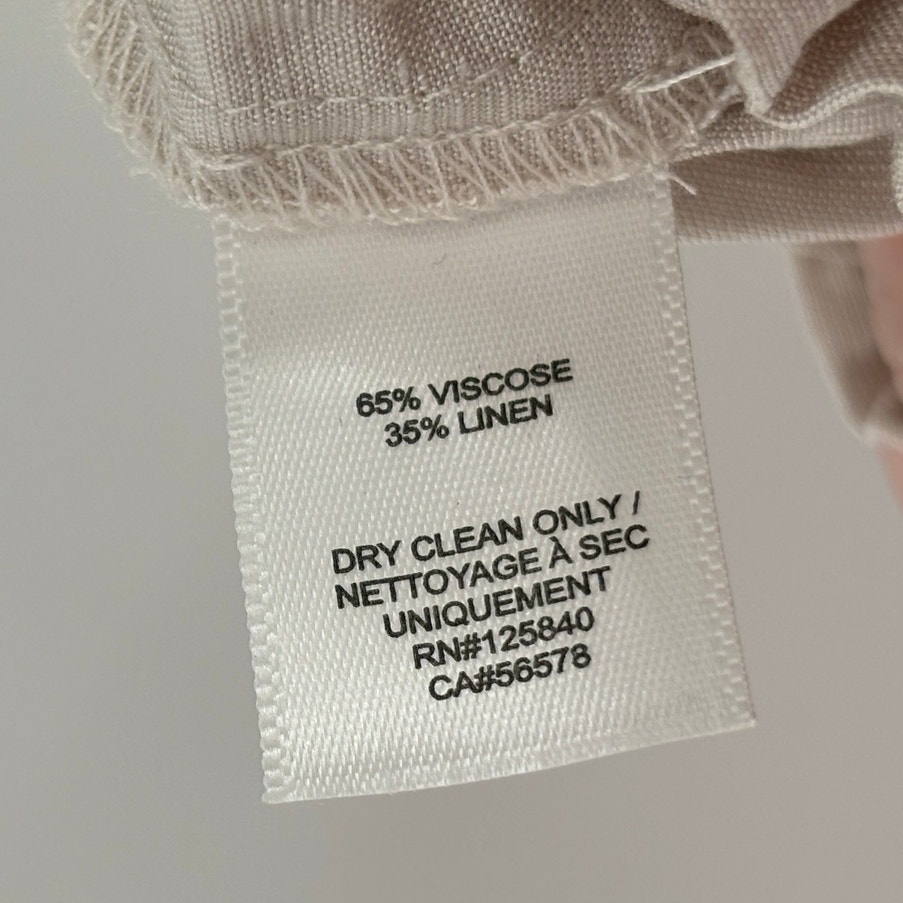 65% VISCOSE
35% LINEN
DRY CLEAN ONLY /
NETTOYAGE À SEC
UNIQUEMENT
RN#125840
CA#56578